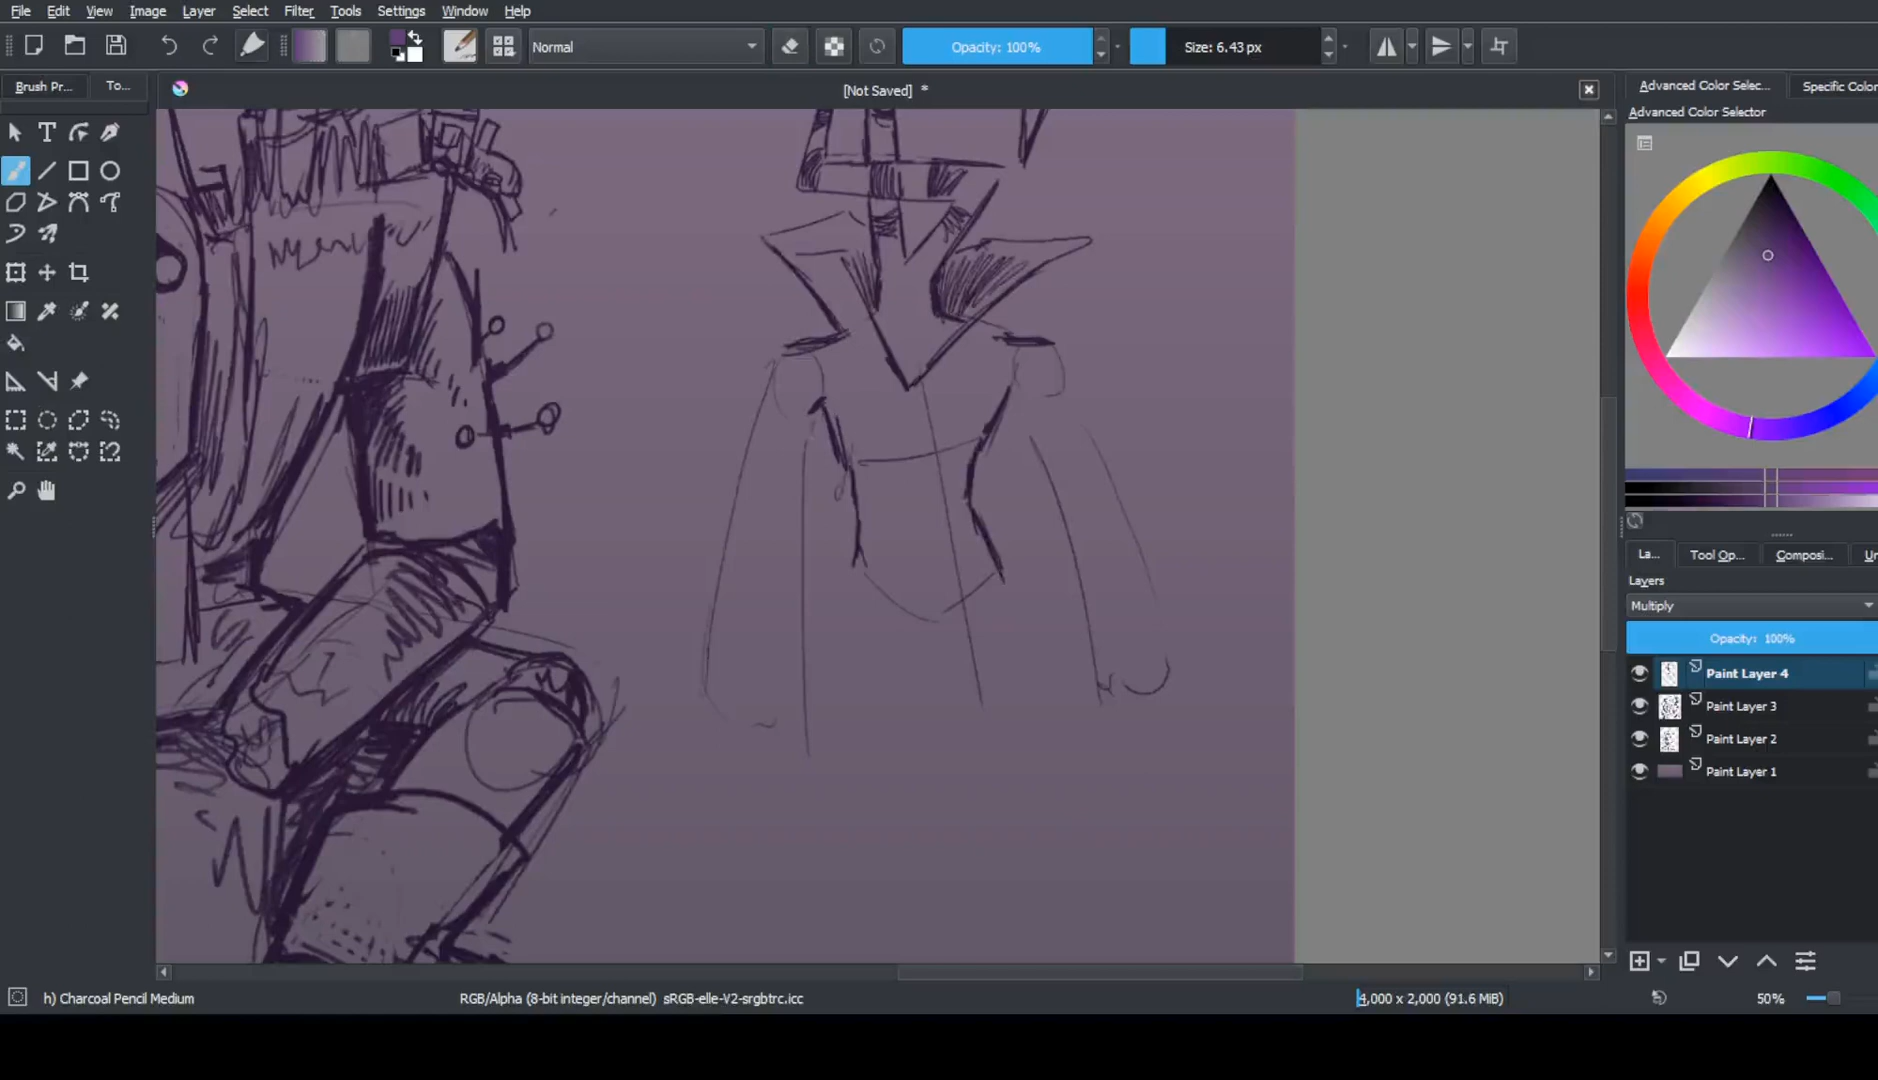 File Edit View Image Layer Select Filter Tools Settings Window Help
Normal Opacity: 100% Size: 6.43 px
Brush Pr... To... [Not Saved] * Advanced Color Selec... Specific Color
Advanced Color Selector
La... Tool Op... Composi... Un
Layers
Multiply
Opacity: 100%
Paint Layer 4
Paint Layer 3
Paint Layer 2
Paint Layer 1
h) Charcoal Pencil Medium RGB/Alpha (8-bit integer/channel) sRGB-elle-V2-srgbtrc.icc 4,000 x 2,000 (91.6 MiB) 50%